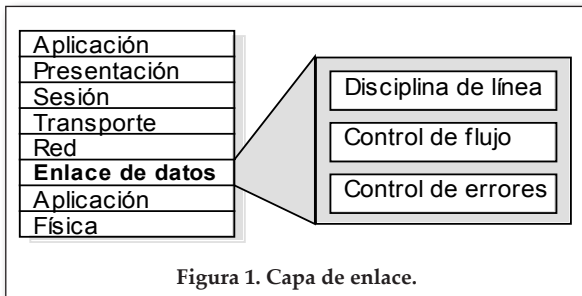 Aplicación
Presentación
Sesión
Transporte
Red
Enlace de datos
Aplicación
Física
Disciplina de línea
Control de flujo
Control de errores
Figura 1. Capa de enlace.